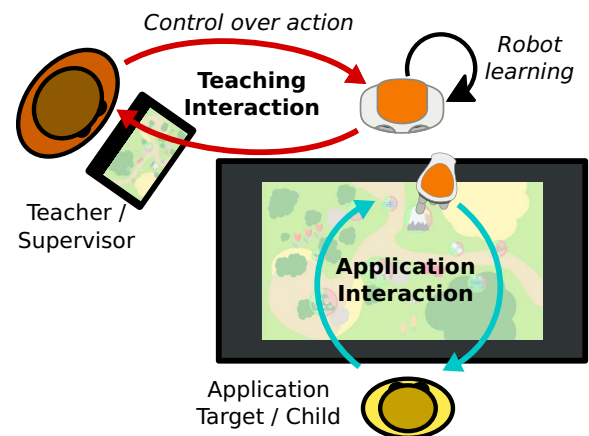 Control over action
Robot
learning
Teaching
Interaction
Teacher /
Supervisor
Application
Interaction
Application
Target / Child